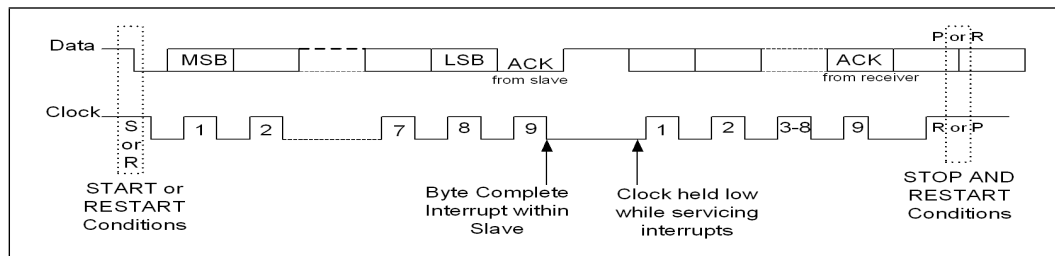 P or R
Data
MSB
LSB
ACK
from slave
ACK
from receiver
Clock
S
or
R
1
2
7
8
9
1
2
3-8
9
R or P
START or
RESTART
Conditions
Byte Complete
Interrupt within
Slave
Clock held low
while servicing
interrupts
STOP AND
RESTART
Conditions